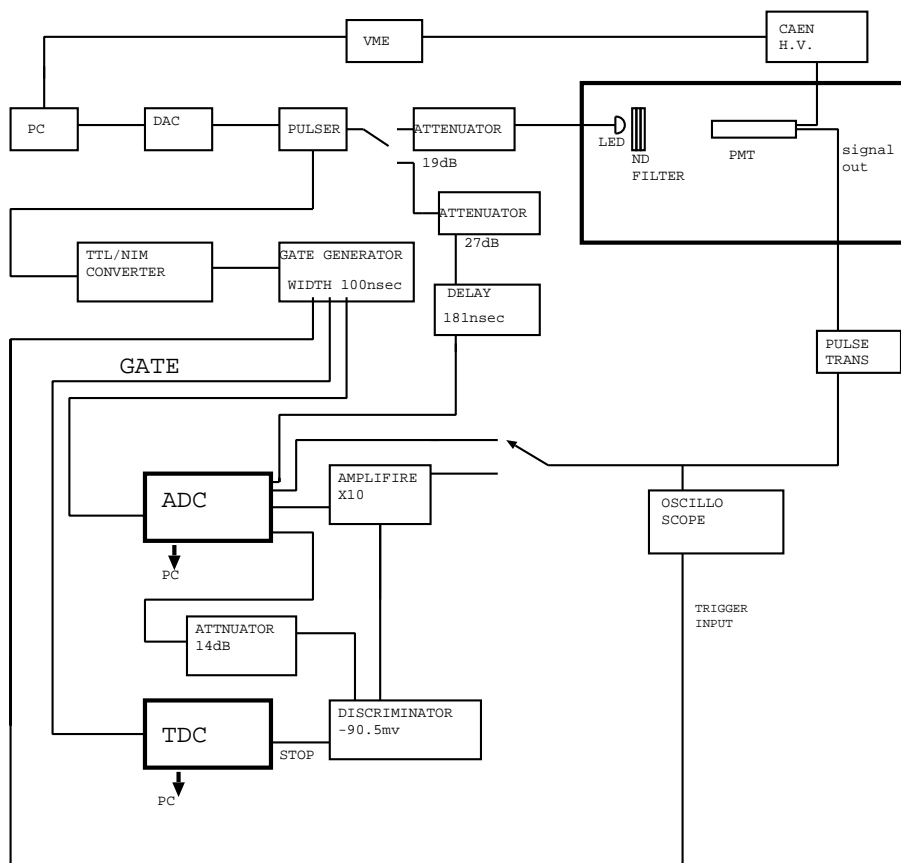 VME
CAEN
H.V.
PC
DAC
PULSER
ATTENUATOR
19dB
LED
ND
FILTER
PMT
signal
out
ATTENUATOR
27dB
TTL/NIM
CONVERTER
GATE GENERATOR
WIDTH 100nsec
DELAY
181nsec
PULSE
TRANS
GATE
ADC
PC
AMPLIFIRE
X10
OSCILLO
SCOPE
TRIGGER
INPUT
ATTNUATOR
14dB
TDC
PC
STOP
DISCRIMINATOR
-90.5mv